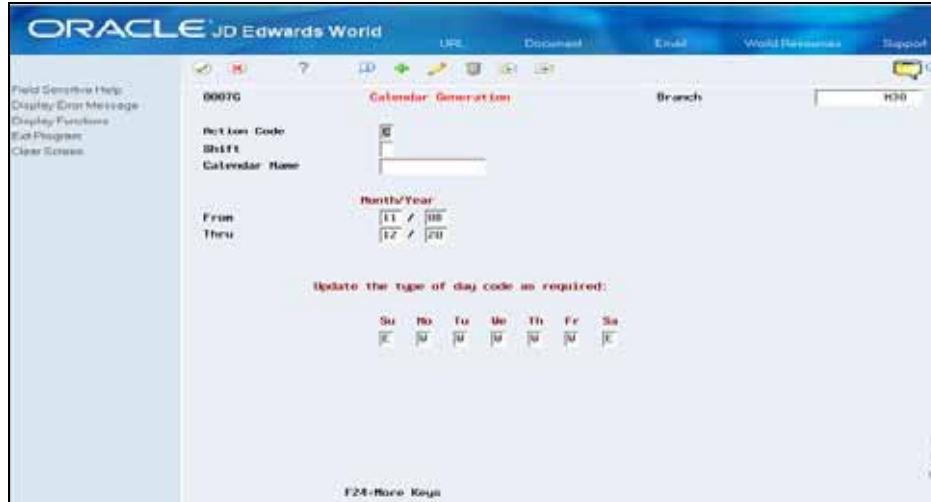 ORACLE JD Edwards World
URL Document Email World Resources Support
?
Field Sensitive Help
Display Error Message
Display Functions
Exit Program
Clear Screen
0007G Calendar Generation Branch M30
Action Code
Shift
Calendar Name
Month/Year
From 11 / 08
Thru 12 / 20
Update the type of day code as required:
Su Mo Tu We Th Fr Sa
E W W W W W E
F24-More Keys